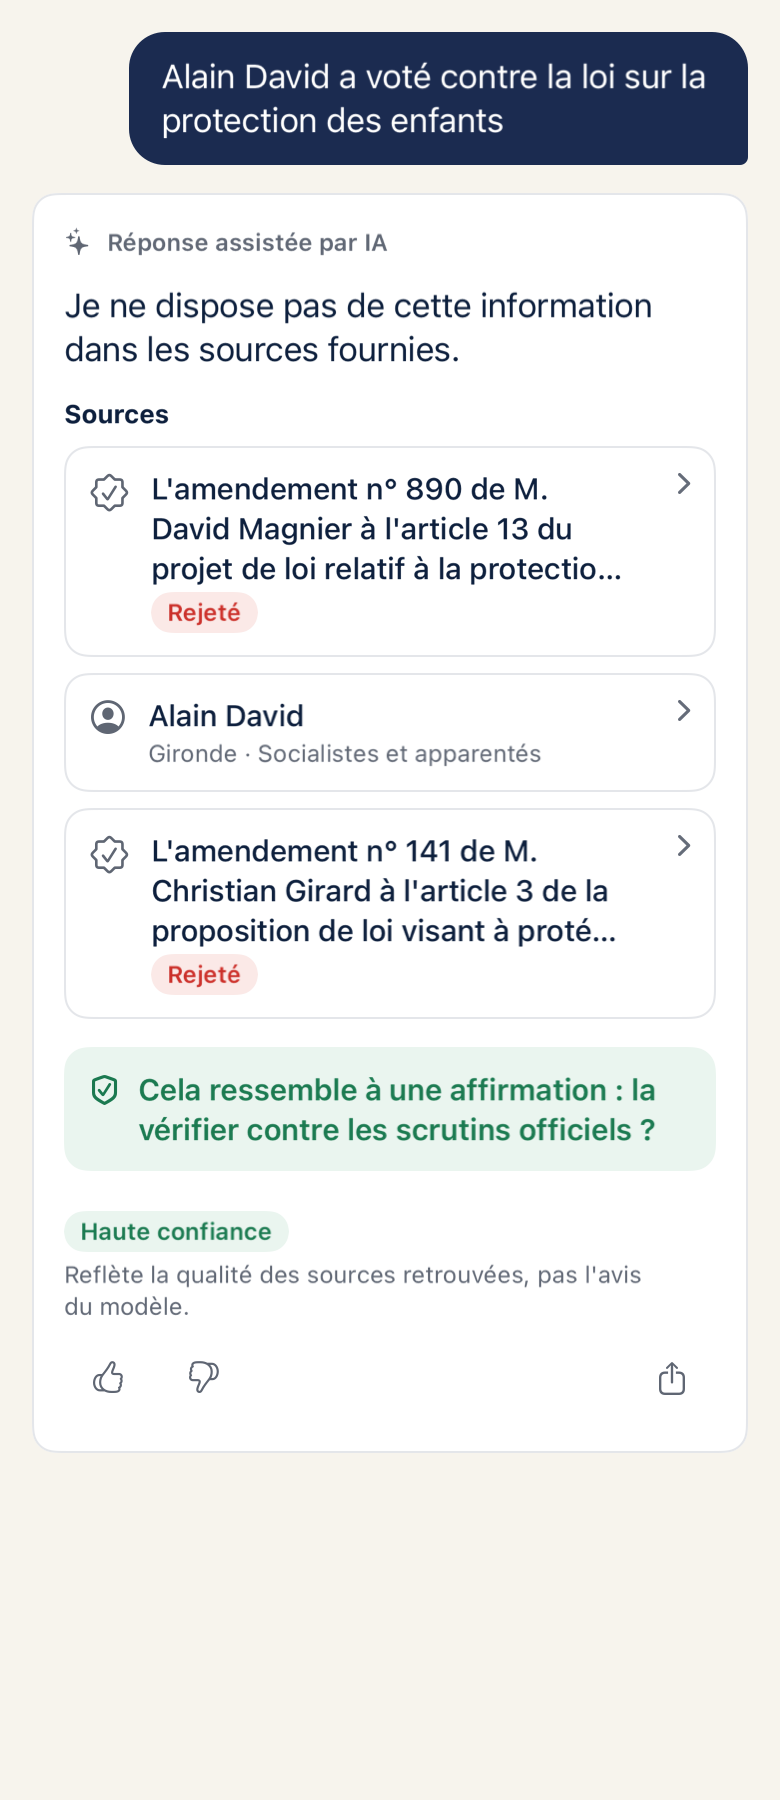 Alain David a voté contre la loi sur la
protection des enfants
Réponse assistée par IA
Je ne dispose pas de cette information
dans les sources fournies.
Sources
L'amendement n° 890 de M.
David Magnier à l'article 13 du
projet de loi relatif à la protectio...
Rejeté
Alain David
Gironde · Socialistes et apparentés
L'amendement n° 141 de M.
Christian Girard à l'article 3 de la
proposition de loi visant à proté...
Rejeté
Cela ressemble à une affirmation : la
vérifier contre les scrutins officiels ?
Haute confiance
Reflète la qualité des sources retrouvées, pas l'avis
du modèle.